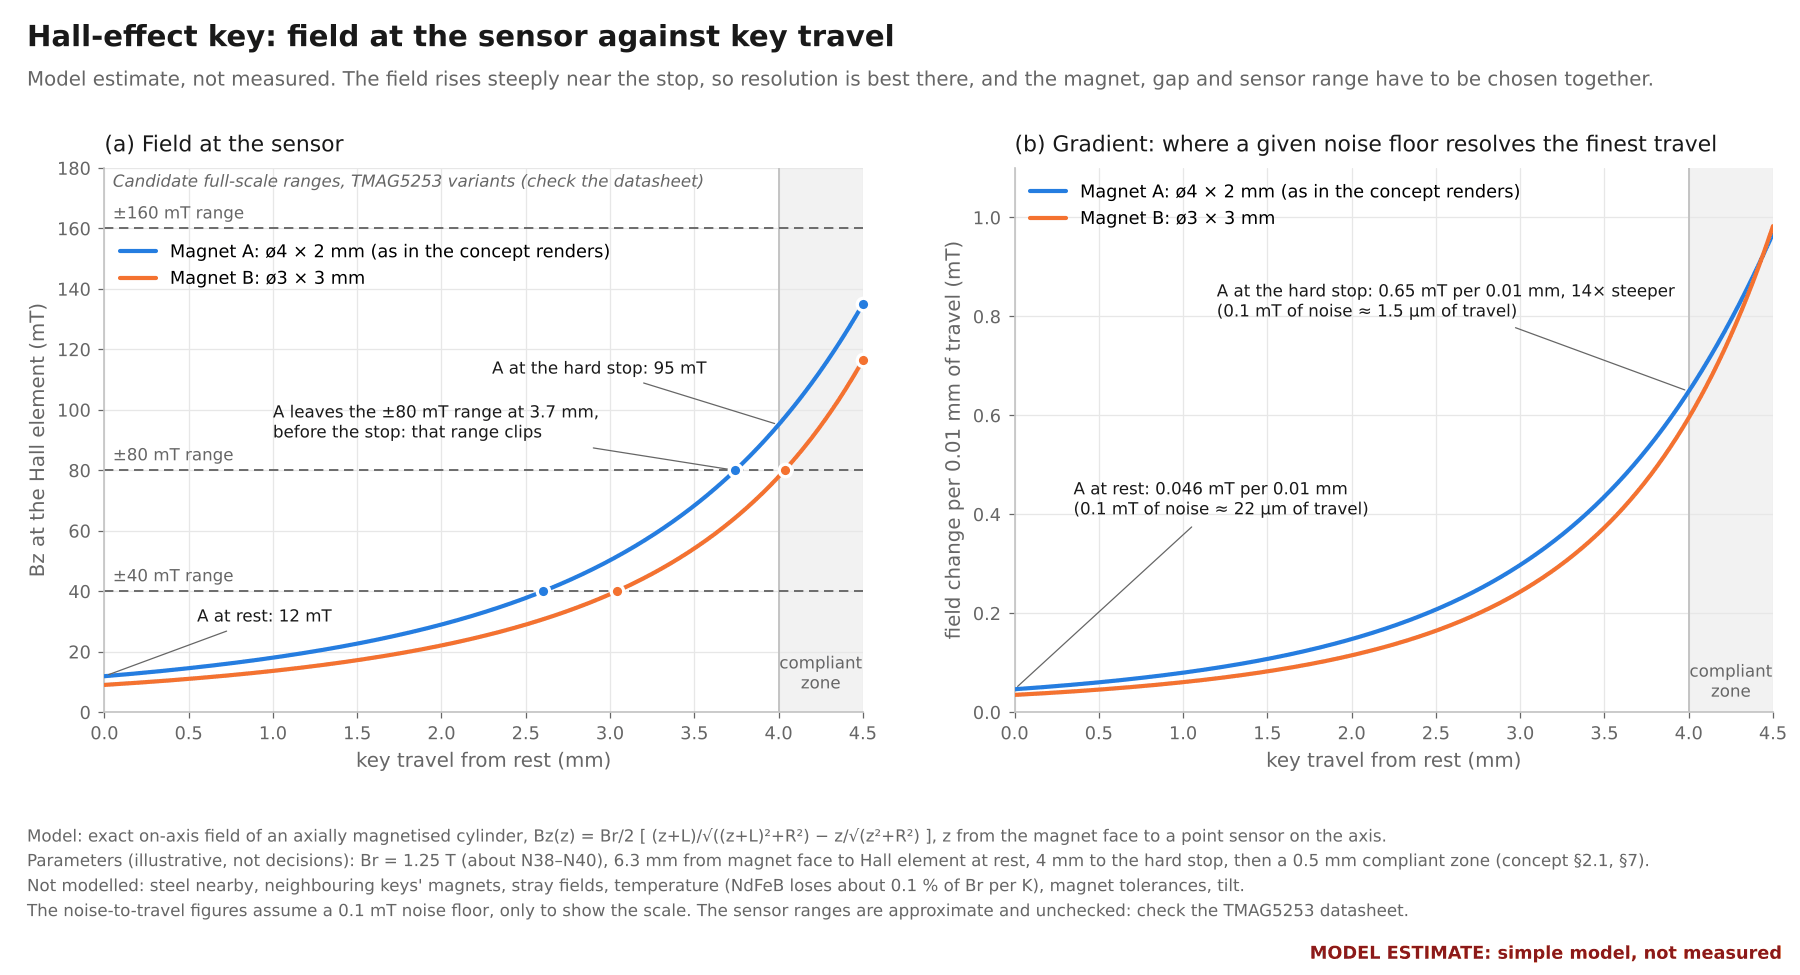 Hall-effect key: field at the sensor against key travel
Model estimate, not measured. The field rises steeply near the stop, so resolution is best there, and the magnet, gap and sensor range have to be chosen together.
(a) Field at the sensor
Candidate full-scale ranges, TMAG5253 variants (check the datasheet)
±160 mT range
Magnet A: ø4 × 2 mm (as in the concept renders)
Magnet B: ø3 × 3 mm
A at the hard stop: 95 mT
A leaves the ±80 mT range at 3.7 mm,
before the stop: that range clips
±80 mT range
±40 mT range
A at rest: 12 mT
compliant
zone
180
160
140
120
100
80
60
40
20
0
Bz at the Hall element (mT)
0.0 0.5 1.0 1.5 2.0 2.5 3.0 3.5 4.0 4.5
key travel from rest (mm)
(b) Gradient: where a given noise floor resolves the finest travel
Magnet A: ø4 × 2 mm (as in the concept renders)
Magnet B: ø3 × 3 mm
A at the hard stop: 0.65 mT per 0.01 mm, 14× steeper
(0.1 mT of noise ≈ 1.5 µm of travel)
A at rest: 0.046 mT per 0.01 mm
(0.1 mT of noise ≈ 22 µm of travel)
compliant
zone
1.0
0.8
0.6
0.4
0.2
0.0
field change per 0.01 mm of travel (mT)
0.0 0.5 1.0 1.5 2.0 2.5 3.0 3.5 4.0 4.5
key travel from rest (mm)
Model: exact on-axis field of an axially magnetised cylinder, Bz(z) = Br/2 [ (z+L)/√((z+L)²+R²) − z/√(z²+R²) ], z from the magnet face to a point sensor on the axis.
Parameters (illustrative, not decisions): Br = 1.25 T (about N38–N40), 6.3 mm from magnet face to Hall element at rest, 4 mm to the hard stop, then a 0.5 mm compliant zone (concept §2.1, §7).
Not modelled: steel nearby, neighbouring keys' magnets, stray fields, temperature (NdFeB loses about 0.1 % of Br per K), magnet tolerances, tilt.
The noise-to-travel figures assume a 0.1 mT noise floor, only to show the scale. The sensor ranges are approximate and unchecked: check the TMAG5253 datasheet.
MODEL ESTIMATE: simple model, not measured